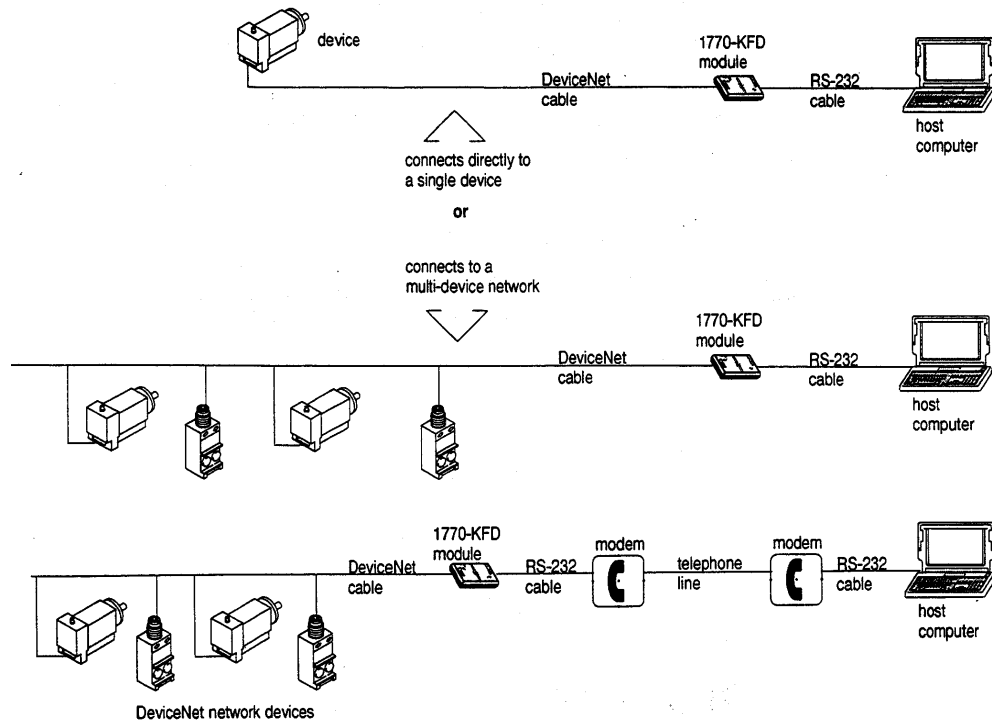 device
1770-KFD
module
DeviceNet
cable
RS-232
cable
host
computer
connects directly to
a single device
or
connects to a
multi-device network
1770-KFD
module
DeviceNet
cable
RS-232
cable
host
computer
1770-KFD
module
DeviceNet
cable
RS-232
cable
modem
telephone
line
modem
RS-232
cable
host
computer
DeviceNet network devices